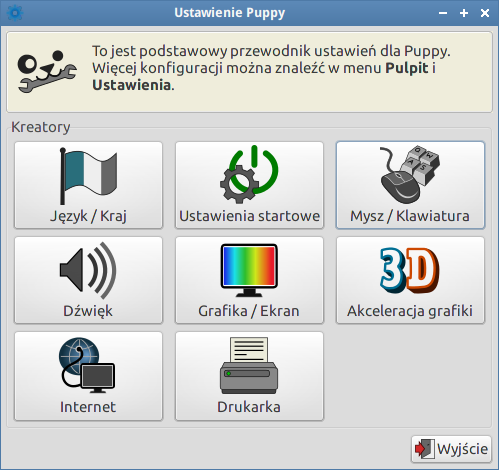 Ustawienie Puppy
To jest podstawowy przewodnik ustawień dla Puppy.
Więcej konfiguracji można znaleźć w menu Pulpit i
Ustawienia.
Kreatory
Język / Kraj
Ustawienia startowe
G W
A S
Mysz / Klawiatura
Dźwięk
Grafika / Ekran
3D
Akceleracja grafiki
Internet
Drukarka
Wyjście